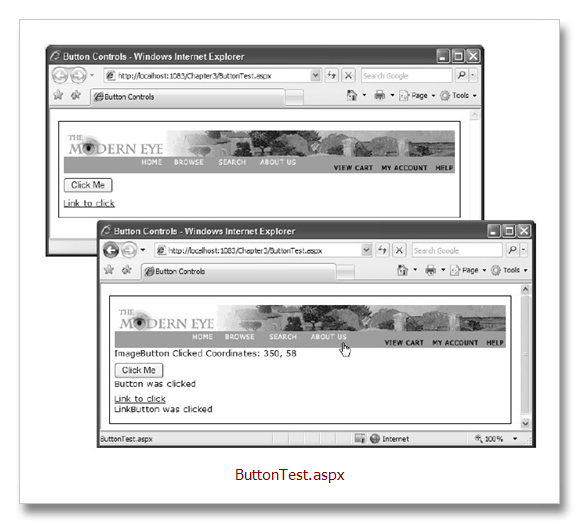 Button Controls - Windows Internet Explorer
http://localhost:1083/Chapter3/ButtonTest.aspx
Search Google
Button Controls
Page
Tools
THE
MODERN EYE
HOME BROWSE SEARCH ABOUT US
VIEW CART MY ACCOUNT HELP
Click Me
Link to click
Button Controls - Windows Internet Explorer
http://localhost:1083/Chapter3/ButtonTest.aspx
Search Google
Button Controls
Page
Tools
THE
MODERN EYE
HOME BROWSE SEARCH ABOUT US
VIEW CART MY ACCOUNT HELP
ImageButton Clicked Coordinates: 350, 58
Click Me
Button was clicked
Link to click
LinkButton was clicked
ButtonTest.aspx
Internet
100%
ButtonTest.aspx